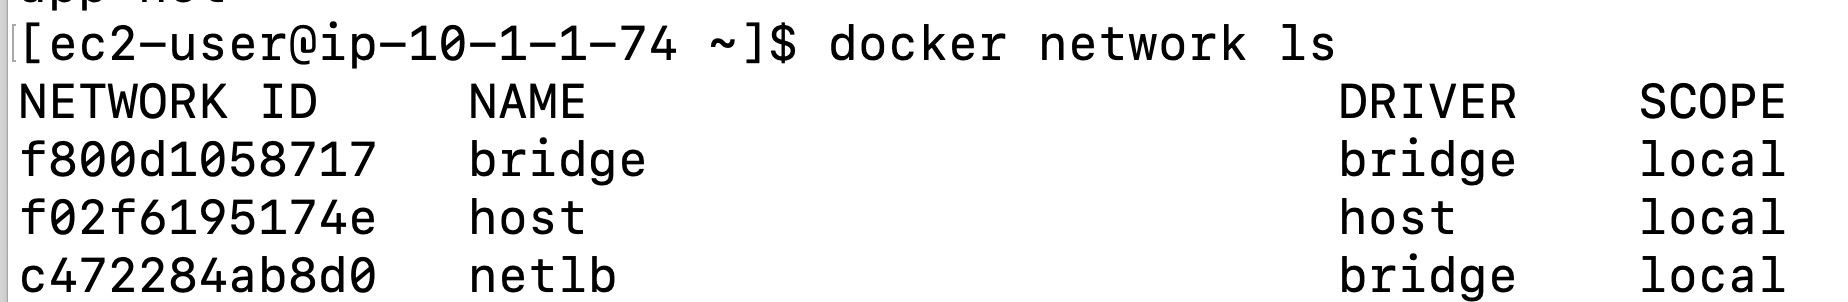 [ec2-user@ip-10-1-1-74 ~]$ docker network ls
NETWORK ID     NAME                         DRIVER    SCOPE
f800d1058717   bridge                       bridge    local
f02f6195174e   host                         host      local
c472284ab8d0   netlb                        bridge    local